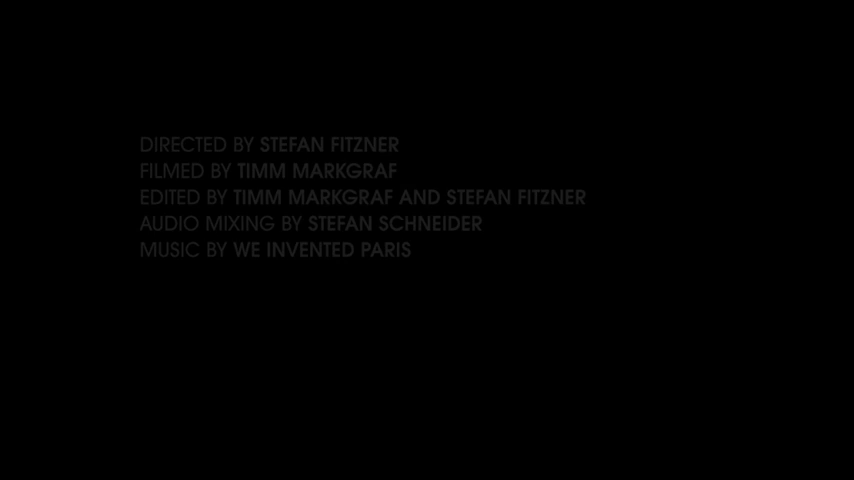 DIRECTED BY STEFAN FITZNER
FILMED BY TIMM MARKGRAF
EDITED BY TIMM MARKGRAF AND STEFAN FITZNER
AUDIO MIXING BY STEFAN SCHNEIDER
MUSIC BY WE INVENTED PARIS